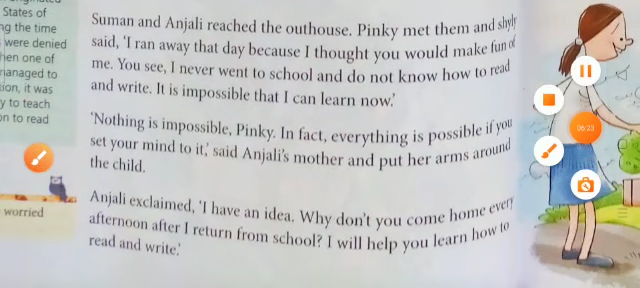 States of
ng the time
were denied
hen one of
nanaged to
tion, it was
y to teach
on to read
worried
Suman and Anjali reached the outhouse. Pinky met them and shyly
said, 'I ran away that day because I thought you would make fun of
me. You see, I never went to school and do not know how to read
and write. It is impossible that I can learn now.'
'Nothing is impossible, Pinky. In fact, everything is possible if you
set your mind to it,' said Anjali's mother and put her arms around
the child.
Anjali exclaimed, 'I have an idea. Why don't you come home every
afternoon after I return from school? I will help you learn how to
read and write.'
06:23